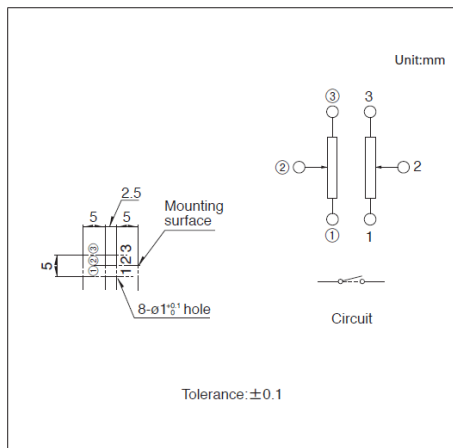 Unit:mm
③ 3
② 2
① 1
2.5
5 5
Mounting
surface
5
①②③
1 2 3
8-ø1+0.1 0 hole
Circuit
Tolerance:±0.1